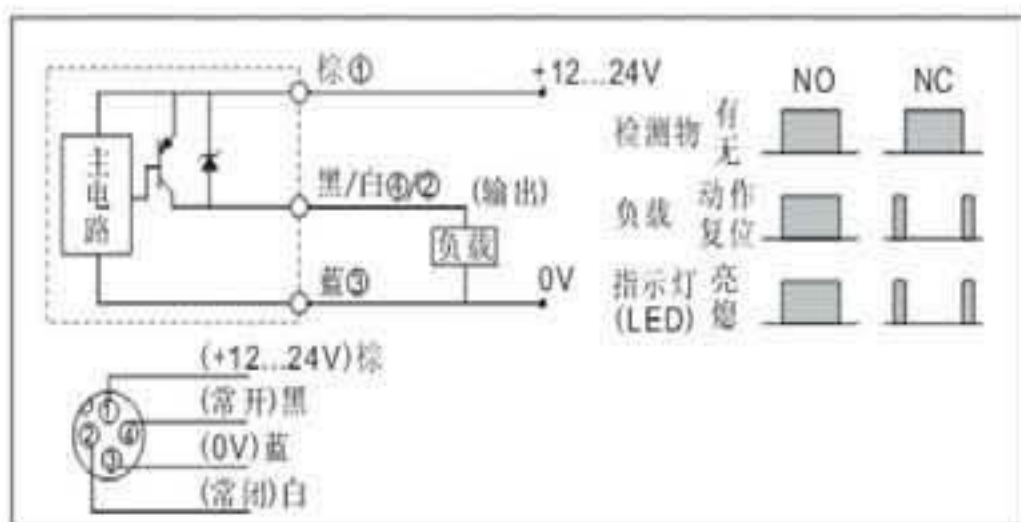 棕① +12...24V
主电路
黑/白④/② (输出)
负载
蓝③ 0V
NO NC
检测物 有 无
负载 动作 复位
指示灯 (LED) 亮 熄
(+12...24V)棕
(常开)黑
(0V)蓝
(常闭)白
① ② ④ ③